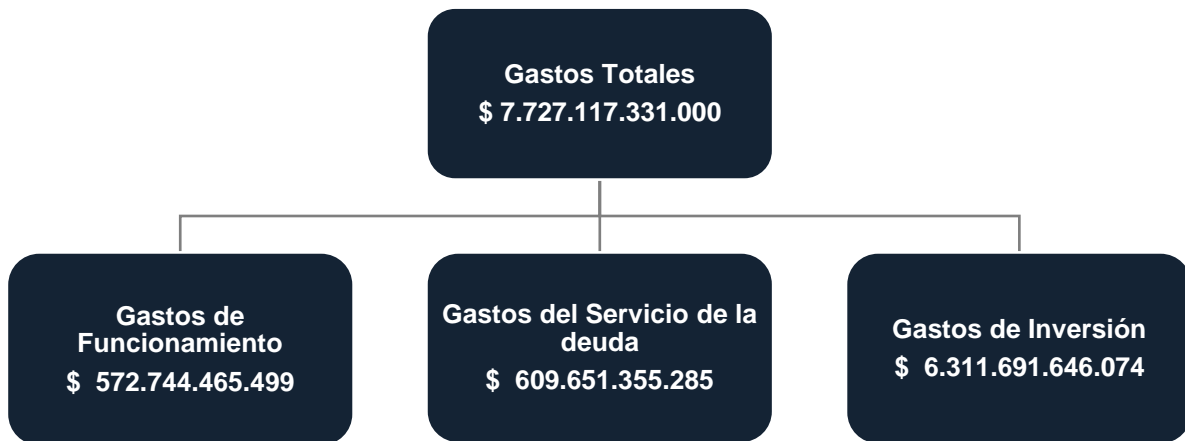 Gastos Totales
$ 7.727.117.331.000
Gastos de
Funcionamiento
$ 572.744.465.499
Gastos del Servicio de la
deuda
$ 609.651.355.285
Gastos de Inversión
$ 6.311.691.646.074